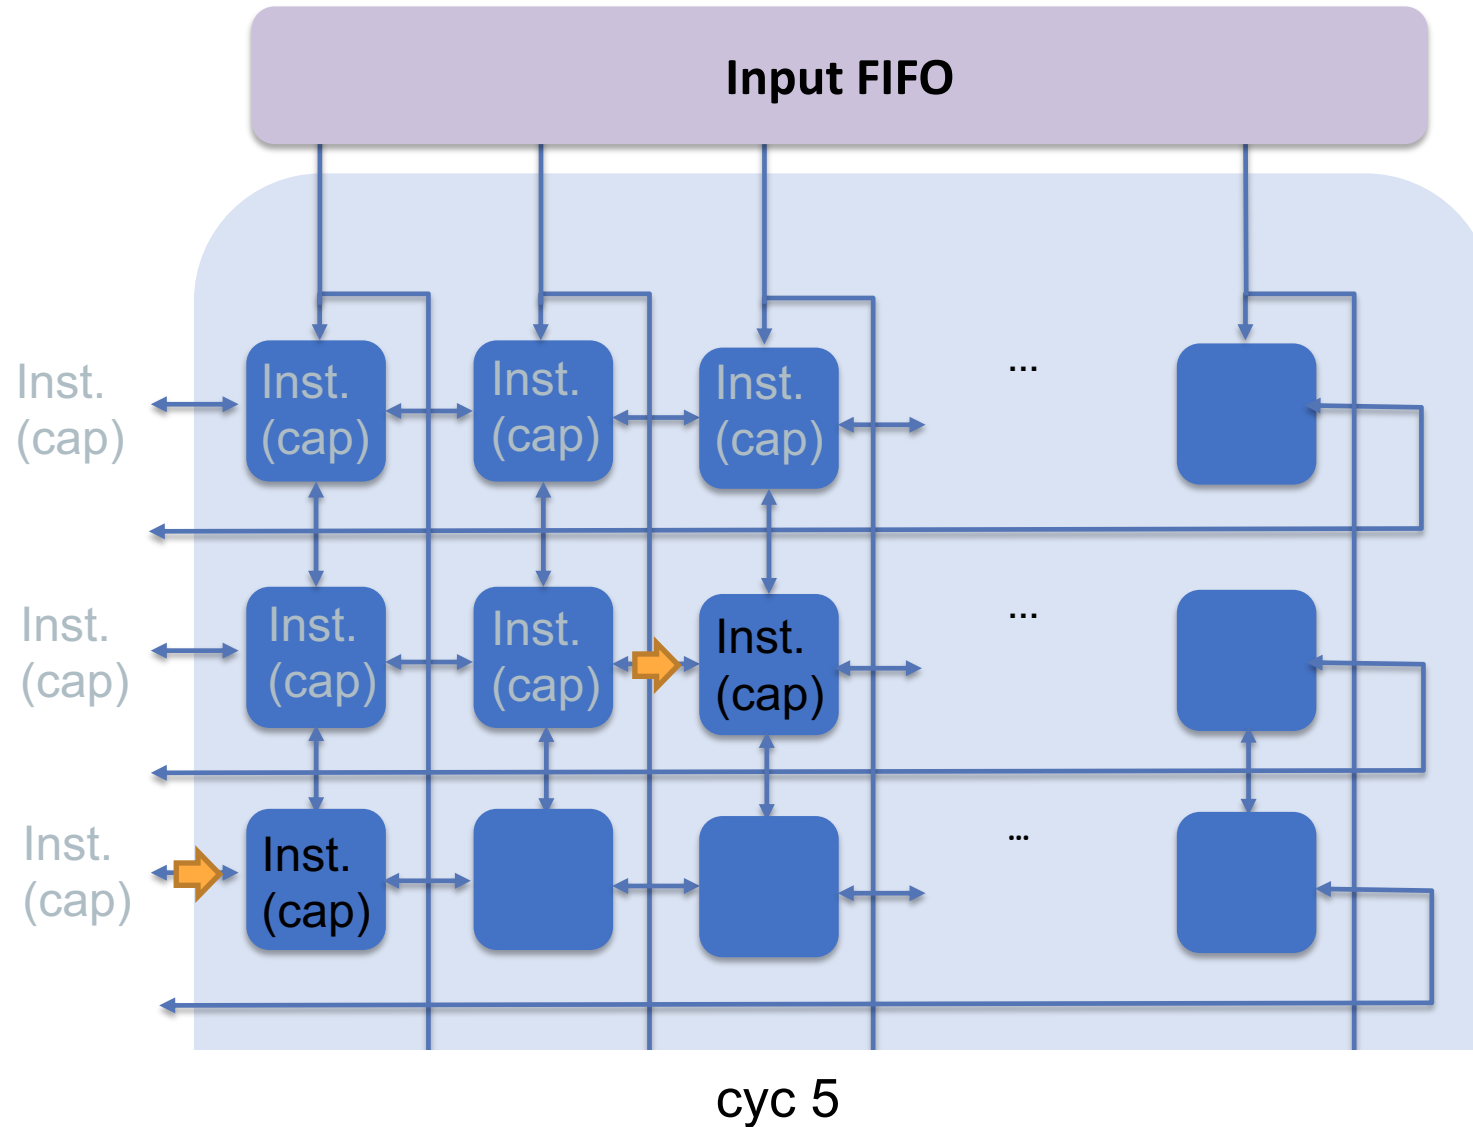 Input FIFO
Inst.
(cap)
Inst.
(cap)
Inst.
(cap)
Inst.
(cap)
...
Inst.
(cap)
Inst.
(cap)
Inst.
(cap)
Inst.
(cap)
...
Inst.
(cap)
Inst.
(cap)
...
cyc 5